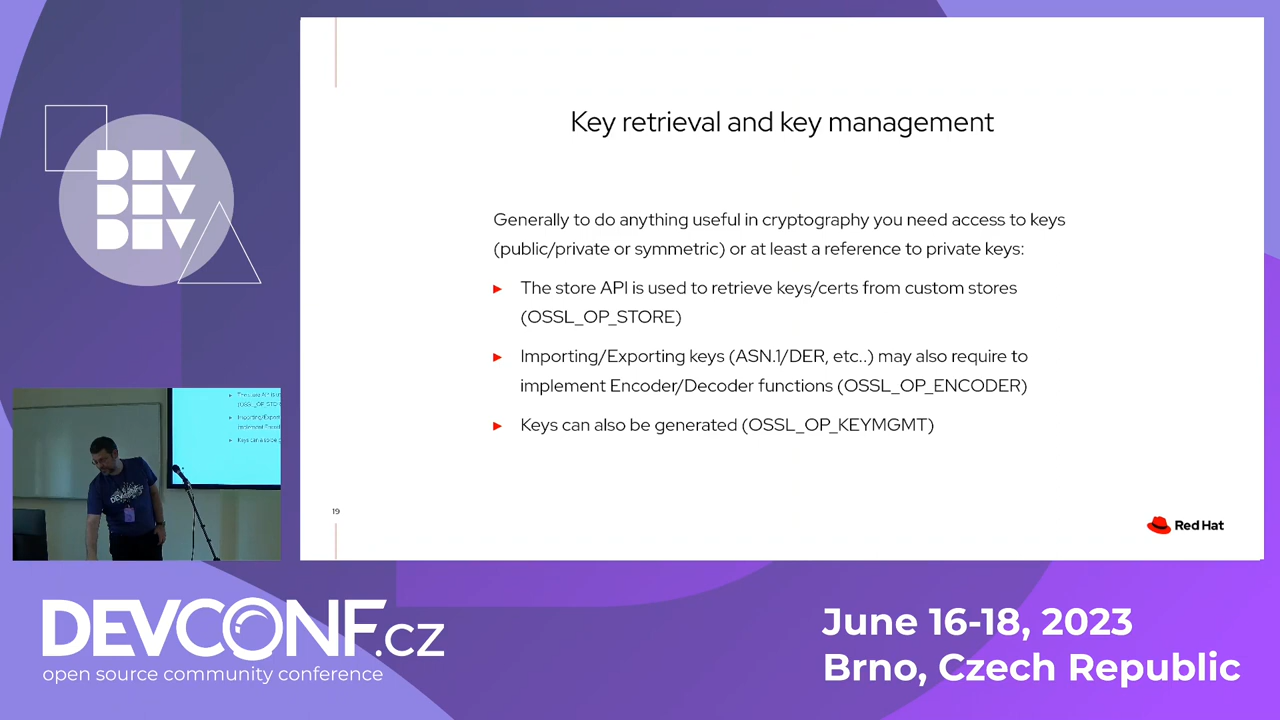 Key retrieval and key management
Generally to do anything useful in cryptography you need access to keys
(public/private or symmetric) or at least a reference to private keys:
► The store API is used to retrieve keys/certs from custom stores
(OSSL_OP_STORE)
► Importing/Exporting keys (ASN.1/DER, etc..) may also require to
implement Encoder/Decoder functions (OSSL_OP_ENCODER)
► Keys can also be generated (OSSL_OP_KEYMGMT)
19
Red Hat
DEV
DEV
DEV
DEVCONF.cz
open source community conference
June 16-18, 2023
Brno, Czech Republic